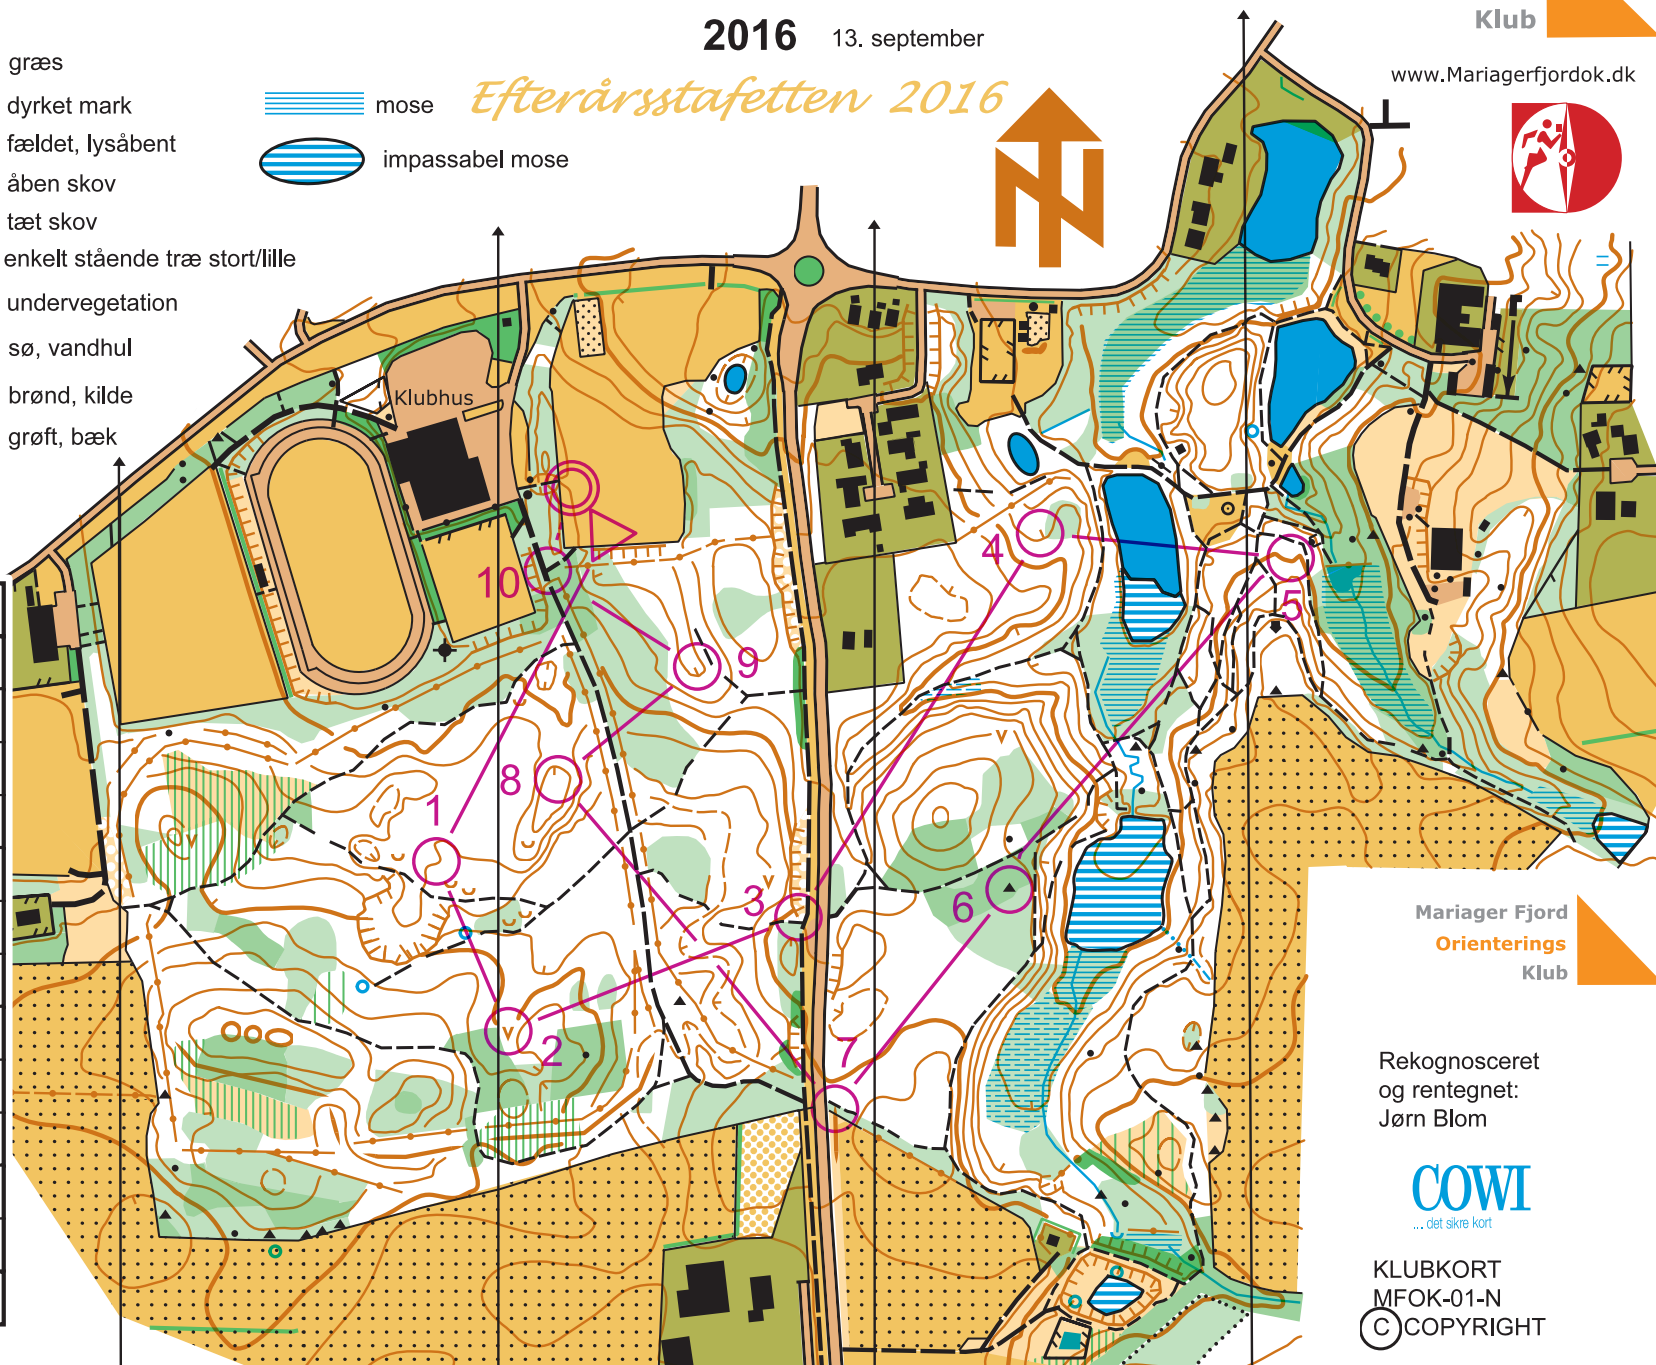 2016 13. september
Efterårsstafetten 2016
Klub
www.Mariagerfjordok.dk
græs
dyrket mark
fældet, lysåbent
åben skov
tæt skov
enkelt stående træ stort/lille
undervegetation
sø, vandhul
brønd, kilde
grøft, bæk
mose
impassabel mose
N
Klubhus
1
2
3
4
5
6
7
8
9
10
Mariager Fjord
Orienterings
Klub
Rekognosceret
og rentegnet:
Jørn Blom
COWI
... det sikre kort
KLUBKORT
MFOK-01-N
C COPYRIGHT